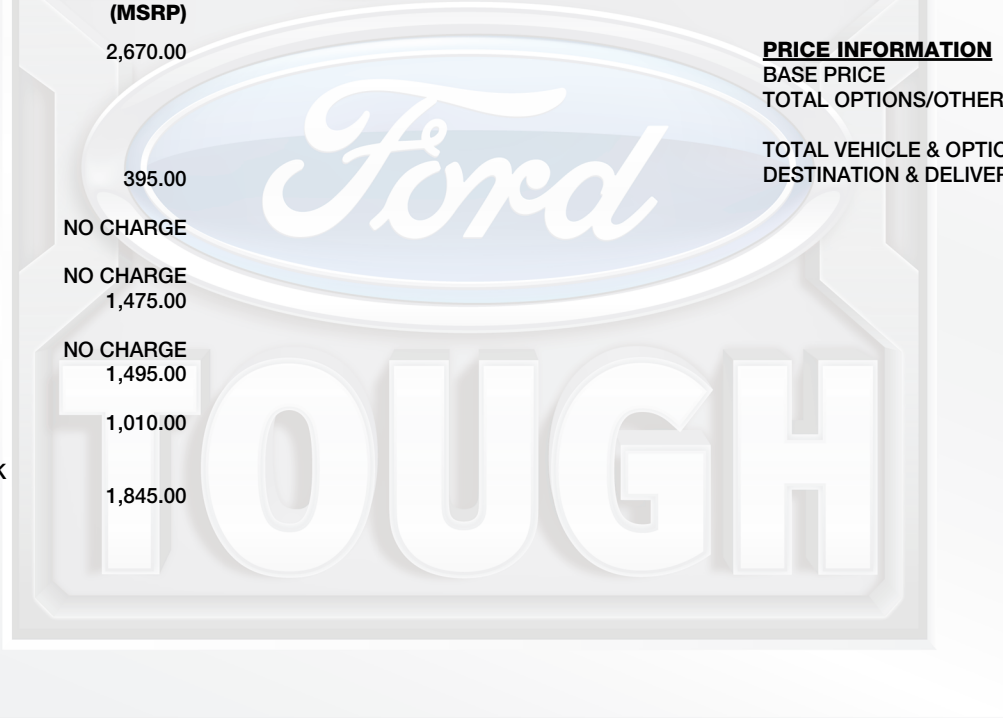 (MSRP)
2,670.00
395.00
NO CHARGE
NO CHARGE
1,475.00
NO CHARGE
1,495.00
1,010.00
K
1,845.00
PRICE INFORMATION
BASE PRICE
TOTAL OPTIONS/OTHER
TOTAL VEHICLE & OPTIO
DESTINATION & DELIVER
Ford
TOUGH